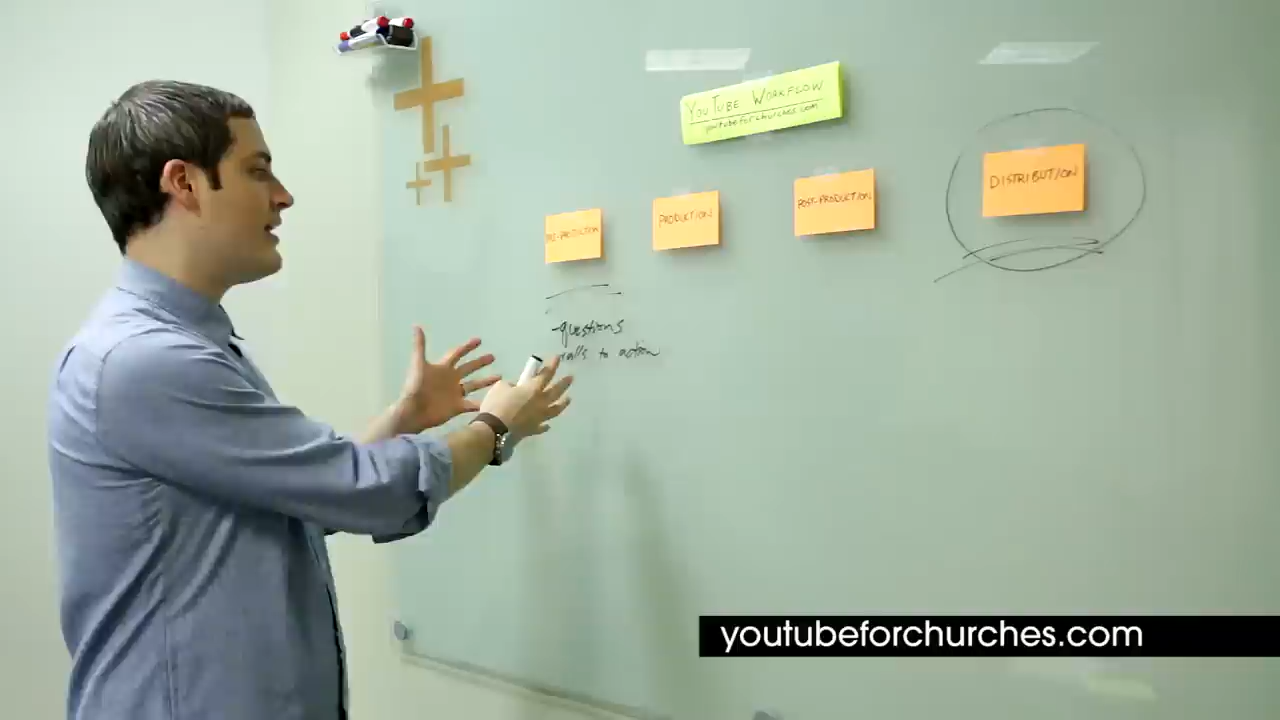 YOUTUBE WORKFLOW
youtubeforchurches.com
PRE-PRODUCTION
PRODUCTION
POST-PRODUCTION
DISTRIBUTION
-questions
calls to action
youtubeforchurches.com